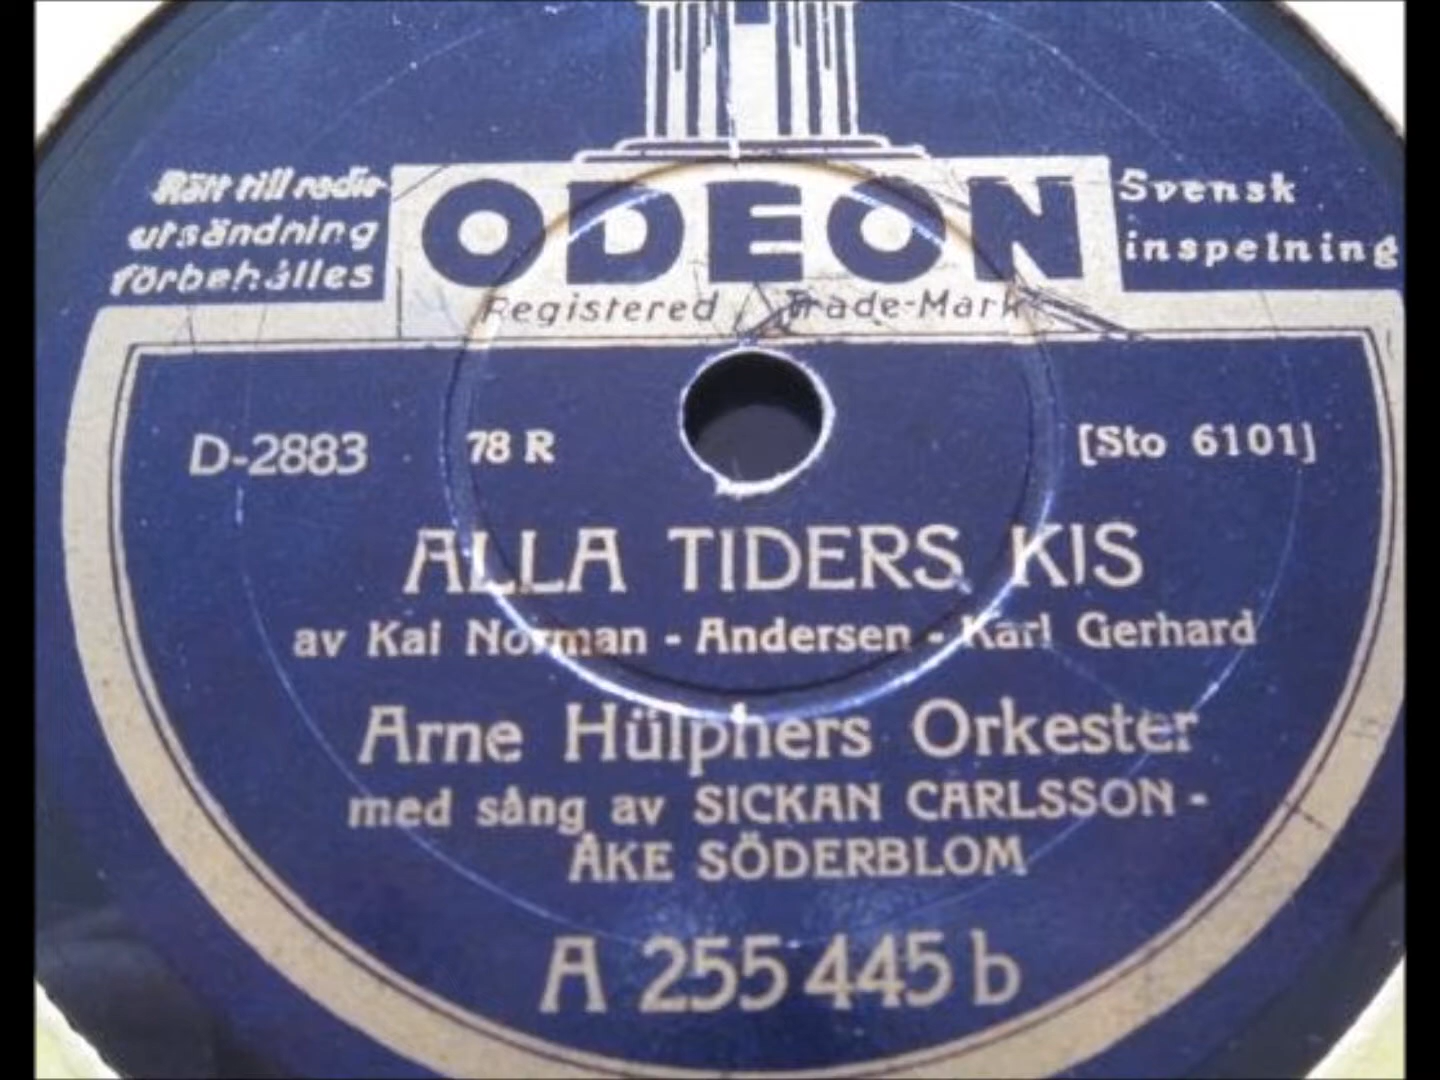 Rätt till radio-
utsändning
förbehålles
ODEON
Svensk
inspelning
Registered Trade-Mark
D-2883 78 R [Sto 6101]
ALLA TIDERS KIS
av Kai Norman - Andersen - Karl Gerhard
Arne Hülphers Orkester
med sång av SICKAN CARLSSON -
ÅKE SÖDERBLOM
A 255 445 b